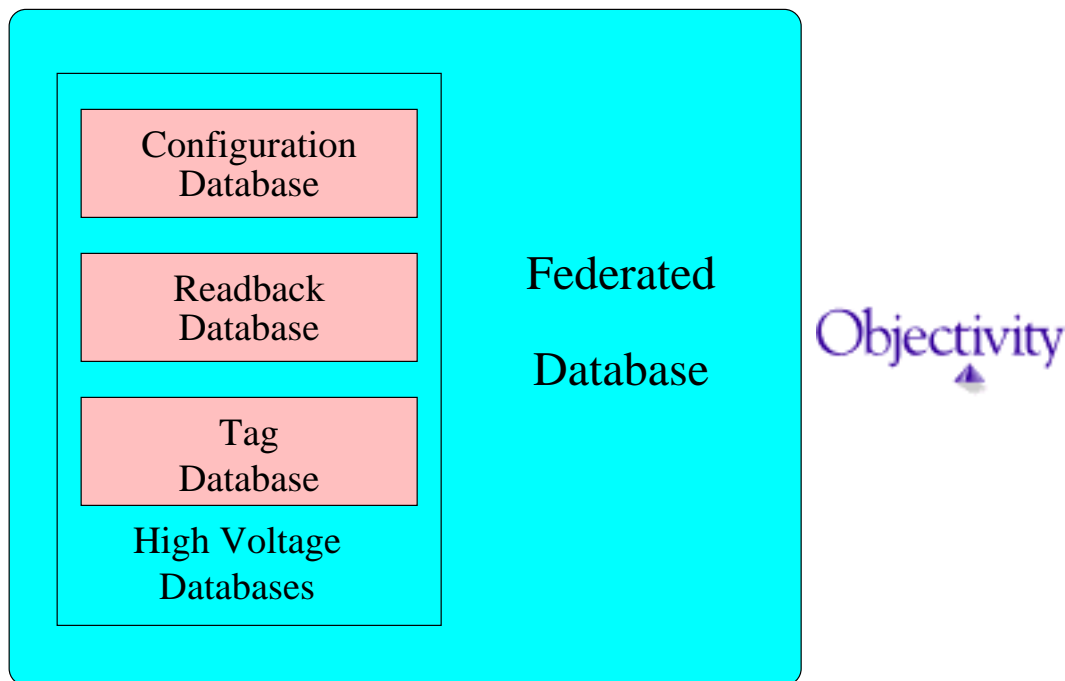 Configuration
Database
Readback
Database
Tag
Database
High Voltage
Databases
Federated
Database
Objectivity